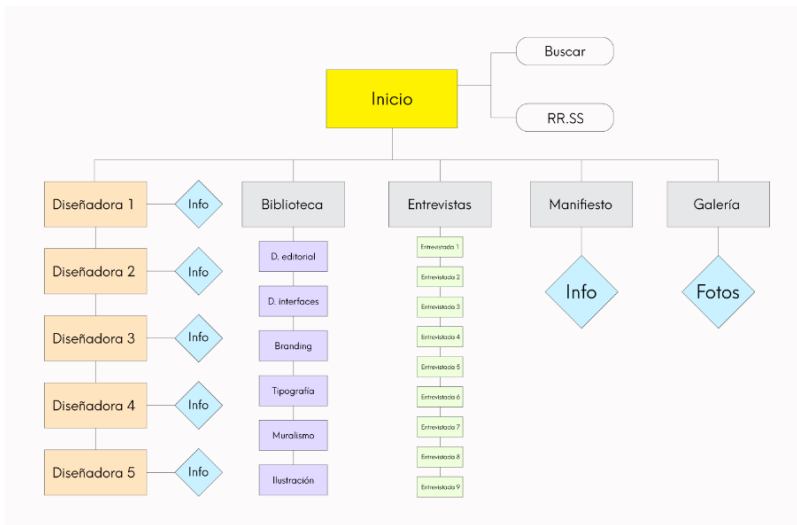 Buscar
Inicio
RR.SS
Diseñadora 1
Info
Biblioteca
Entrevistas
Manifiesto
Galería
Diseñadora 2
Info
Diseñadora 3
Info
Diseñadora 4
Info
Diseñadora 5
Info
D. editorial
D. interfaces
Branding
Tipografía
Muralismo
Ilustración
Entrevistada 1
Entrevistada 2
Entrevistada 3
Entrevistada 4
Entrevistada 5
Entrevistada 6
Entrevistada 7
Entrevistada 8
Entrevistada 9
Info
Fotos